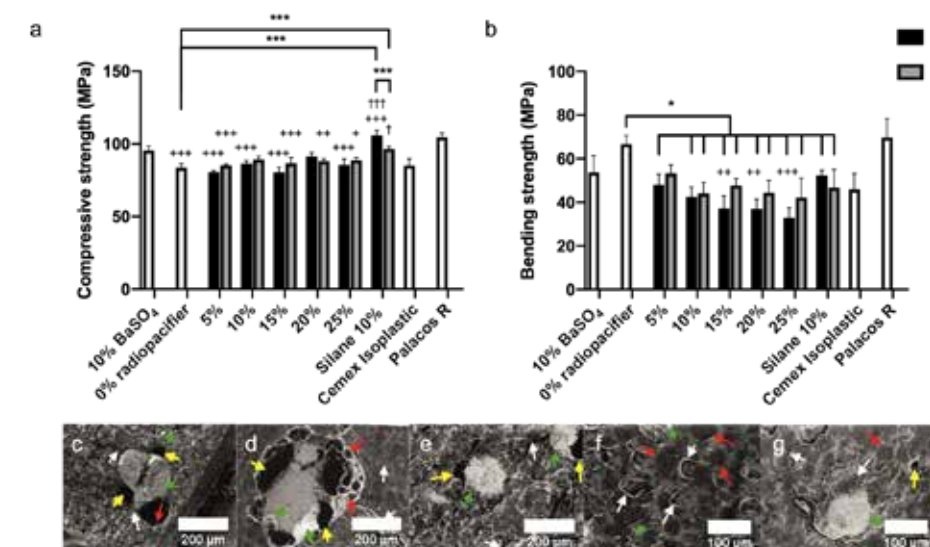 a
b
***
***
***
†††
+++
†
+++
+++
+++
+++
+++
+++
++
+
Compressive strength (MPa)
150
100
50
0
10% BaSO₄
0% radiopacifier
5%
10%
15%
20%
25%
Silane 10%
Cemex Isoplastic
Palacos R
*
++
++
+++
Bending strength (MPa)
100
80
60
40
20
0
10% BaSO₄
0% radiopacifier
5%
10%
15%
20%
25%
Silane 10%
Cemex Isoplastic
Palacos R
c
d
e
f
g
200 µm
200 µm
200 µm
100 µm
100 µm